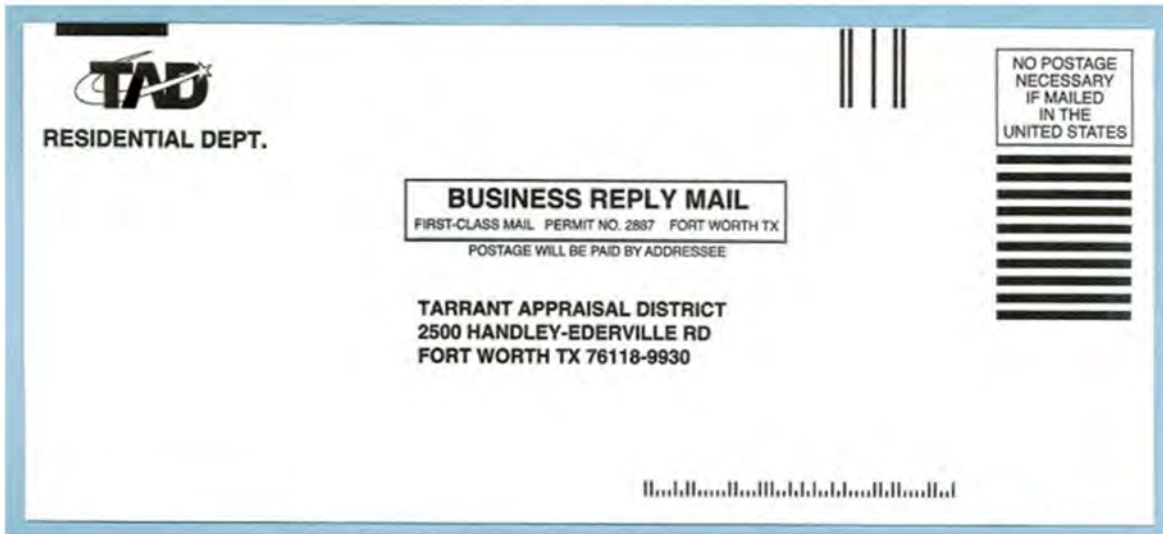 TAD
RESIDENTIAL DEPT.
NO POSTAGE
NECESSARY
IF MAILED
IN THE
UNITED STATES
BUSINESS REPLY MAIL
FIRST-CLASS MAIL PERMIT NO. 2887 FORT WORTH TX
POSTAGE WILL BE PAID BY ADDRESSEE
TARRANT APPRAISAL DISTRICT
2500 HANDLEY-EDERVILLE RD
FORT WORTH TX 76118-9930